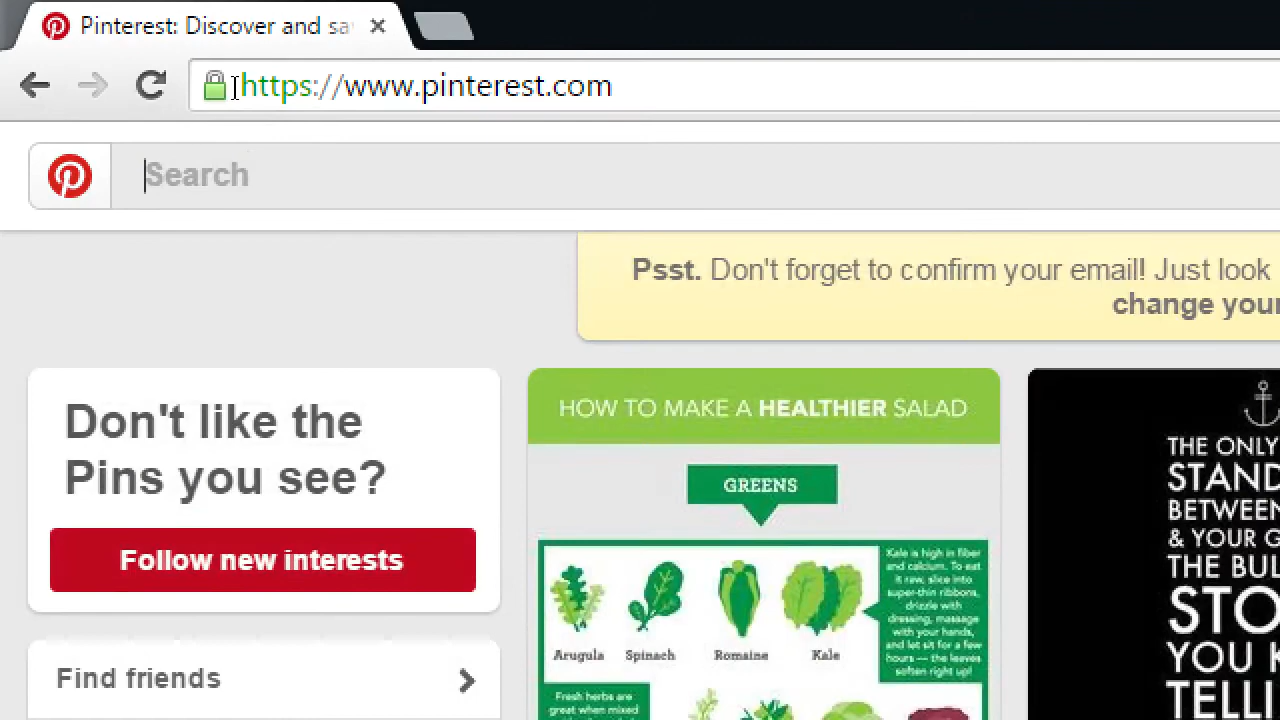 Pinterest: Discover and sa
https://www.pinterest.com
Search
Psst. Don't forget to confirm your email! Just look
change your
Don't like the
Pins you see?
Follow new interests
Find friends
HOW TO MAKE A HEALTHIER SALAD
GREENS
Kale is high in fiber
and calcium. To eat
it raw, slice into
super-thin ribbons,
drizzle with
dressing, massage
with your hands,
and let sit for a few
hours — the leaves
soften right up!
Arugula Spinach Romaine Kale
Fresh herbs are
great when mixed
THE ONLY
STAND
BETWEEN
& YOUR G
THE BUL
STO
YOU K
TELLI